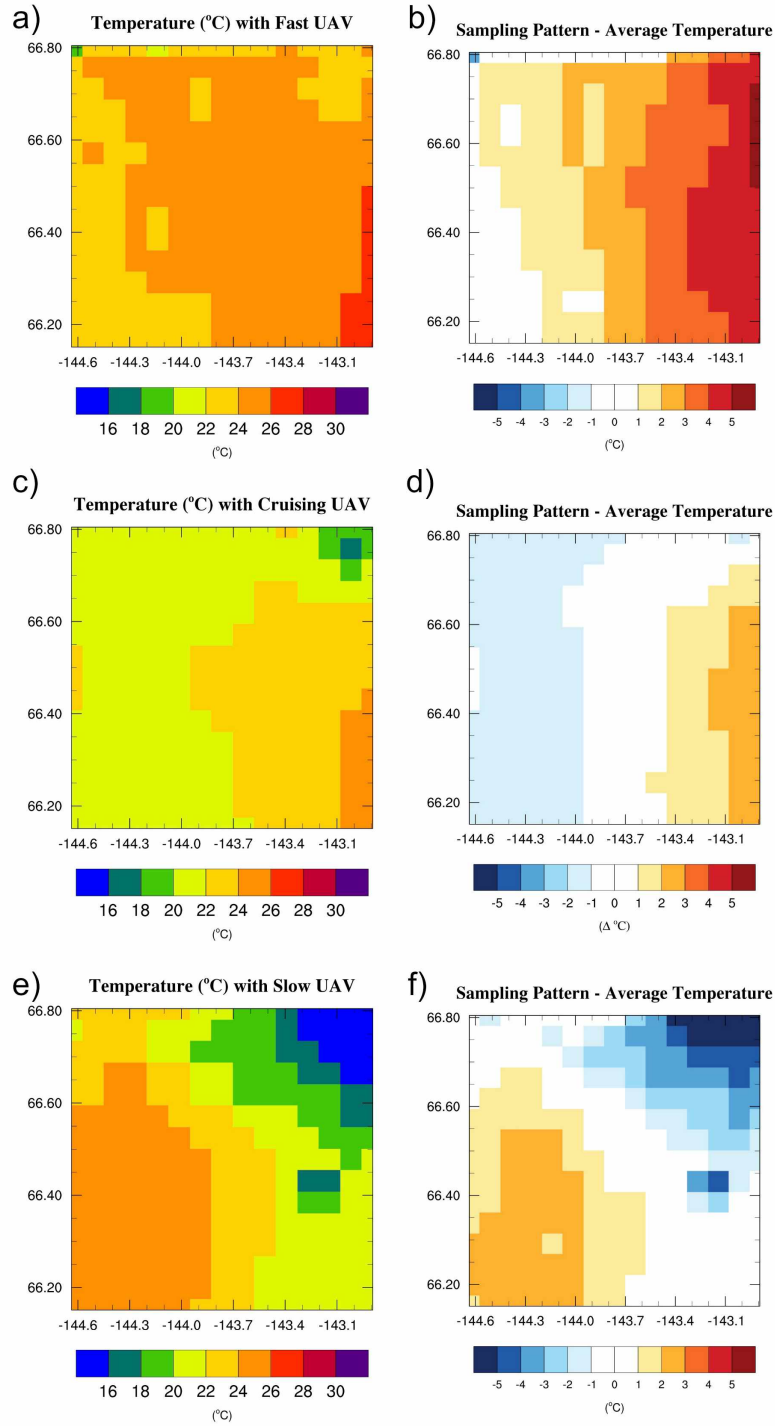 a)
Temperature (°C) with Fast UAV
66.80
66.60
66.40
66.20
-144.6 -144.3 -144.0 -143.7 -143.4 -143.1
16 18 20 22 24 26 28 30
(°C)
b)
Sampling Pattern - Average Temperature
66.80
66.60
66.40
66.20
-144.6 -144.3 -144.0 -143.7 -143.4 -143.1
-5 -4 -3 -2 -1 0 1 2 3 4 5
(°C)
c)
Temperature (°C) with Cruising UAV
66.80
66.60
66.40
66.20
-144.6 -144.3 -144.0 -143.7 -143.4 -143.1
16 18 20 22 24 26 28 30
(°C)
d)
Sampling Pattern - Average Temperature
66.80
66.60
66.40
66.20
-144.6 -144.3 -144.0 -143.7 -143.4 -143.1
-5 -4 -3 -2 -1 0 1 2 3 4 5
(Δ °C)
e)
Temperature (°C) with Slow UAV
66.80
66.60
66.40
66.20
-144.6 -144.3 -144.0 -143.7 -143.4 -143.1
16 18 20 22 24 26 28 30
(°C)
f)
Sampling Pattern - Average Temperature
66.80
66.60
66.40
66.20
-144.6 -144.3 -144.0 -143.7 -143.4 -143.1
-5 -4 -3 -2 -1 0 1 2 3 4 5
(°C)